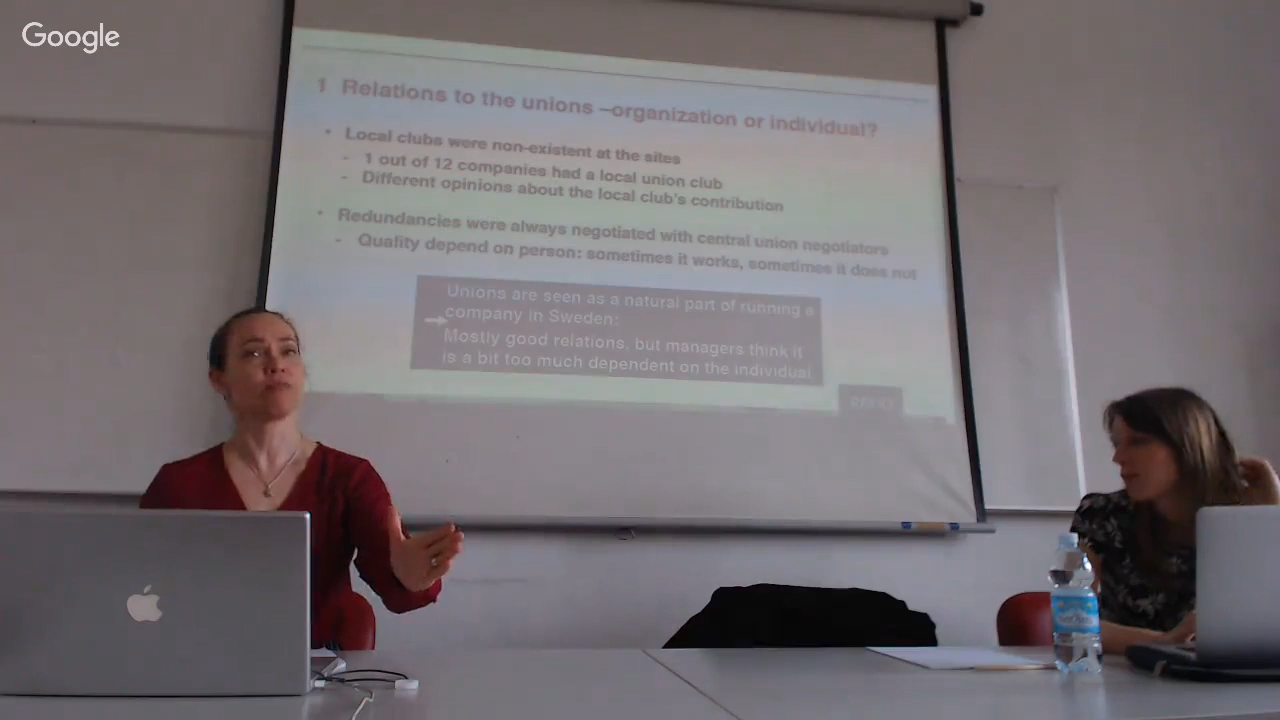 Google
1 Relations to the unions –organization or individual?
• Local clubs were non-existent at the sites
- 1 out of 12 companies had a local union club
- Different opinions about the local club's contribution
• Redundancies were always negotiated with central union negotiators
- Quality depend on person: sometimes it works, sometimes it does not
Unions are seen as a natural part of running a
company in Sweden:
Mostly good relations, but managers think it
is a bit too much dependent on the individual